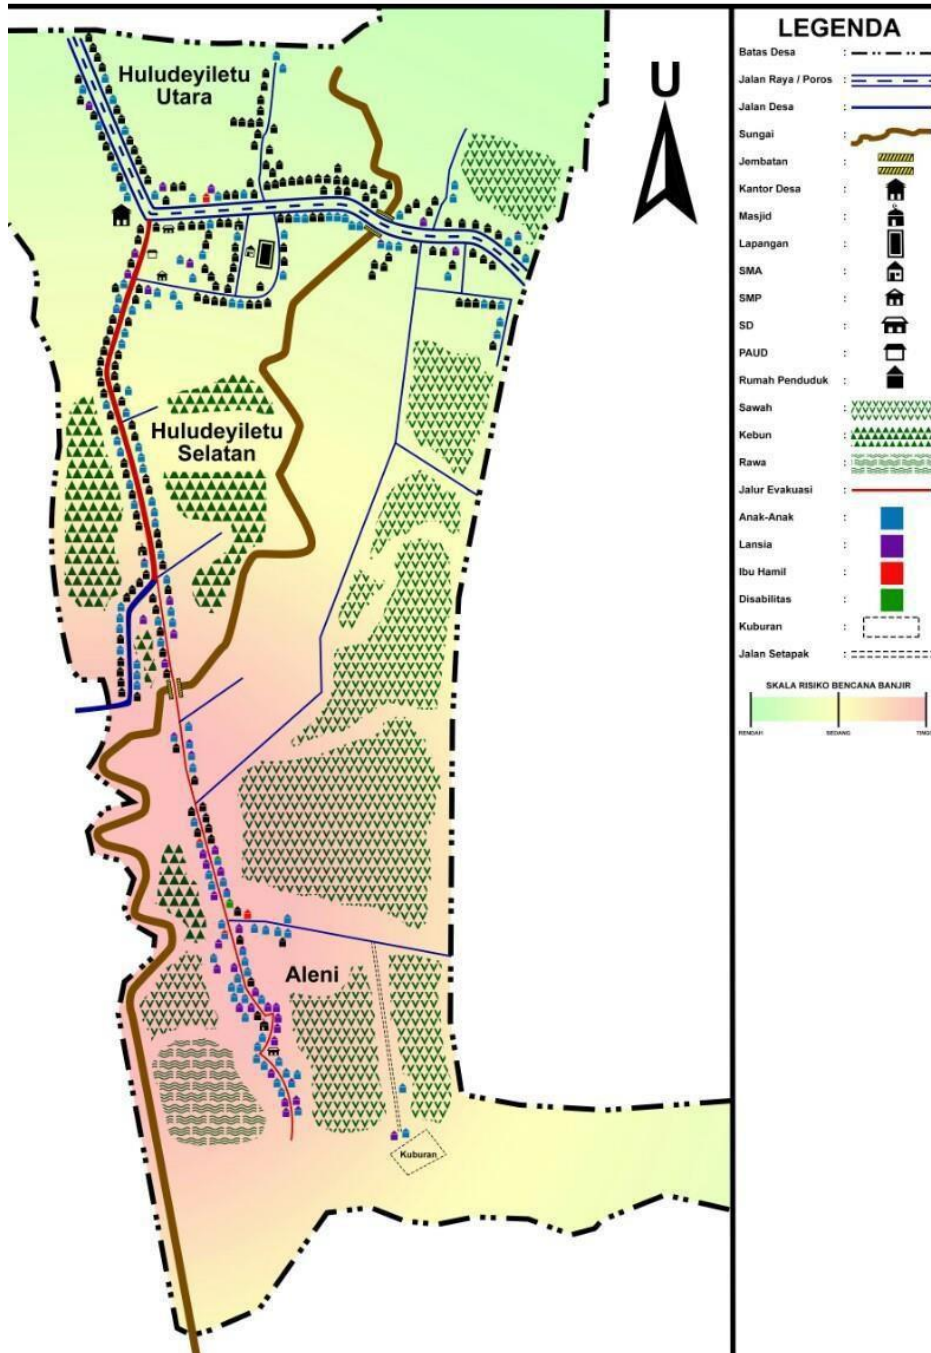 Huludeyiletu
Utara
U
Huludeyiletu
Selatan
Aleni
Kuburan
LEGENDA
Batas Desa :
Jalan Raya / Poros :
Jalan Desa :
Sungai :
Jembatan :
Kantor Desa :
Masjid :
Lapangan :
SMA :
SMP :
SD :
PAUD :
Rumah Penduduk :
Sawah :
Kebun :
Rawa :
Jalur Evakuasi :
Anak-Anak :
Lansia :
Ibu Hamil :
Disabilitas :
Kuburan :
Jalan Setapak :
SKALA RISIKO BENCANA BANJIR
RENDAH SEDANG